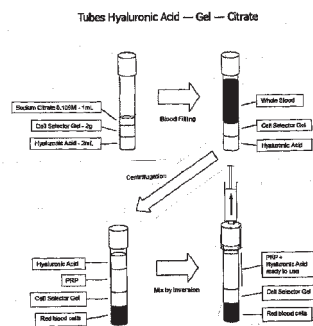 Tubes Hyaluronic Acid — Gel — Citrate
Sodium Citrate 0.109M - 1mL
Cell Selector Gel - 2g
Hyaluronic Acid - 2mL
Blood Filling
Whole Blood
Cell Selector Gel
Hyaluronic Acid
Centrifugation
Hyaluronic Acid
PRP
Cell Selector Gel
Red blood cells
Mix by Inversion
PRP +
Hyaluronic Acid
ready to use
Cell Selector Gel
Red blood cells